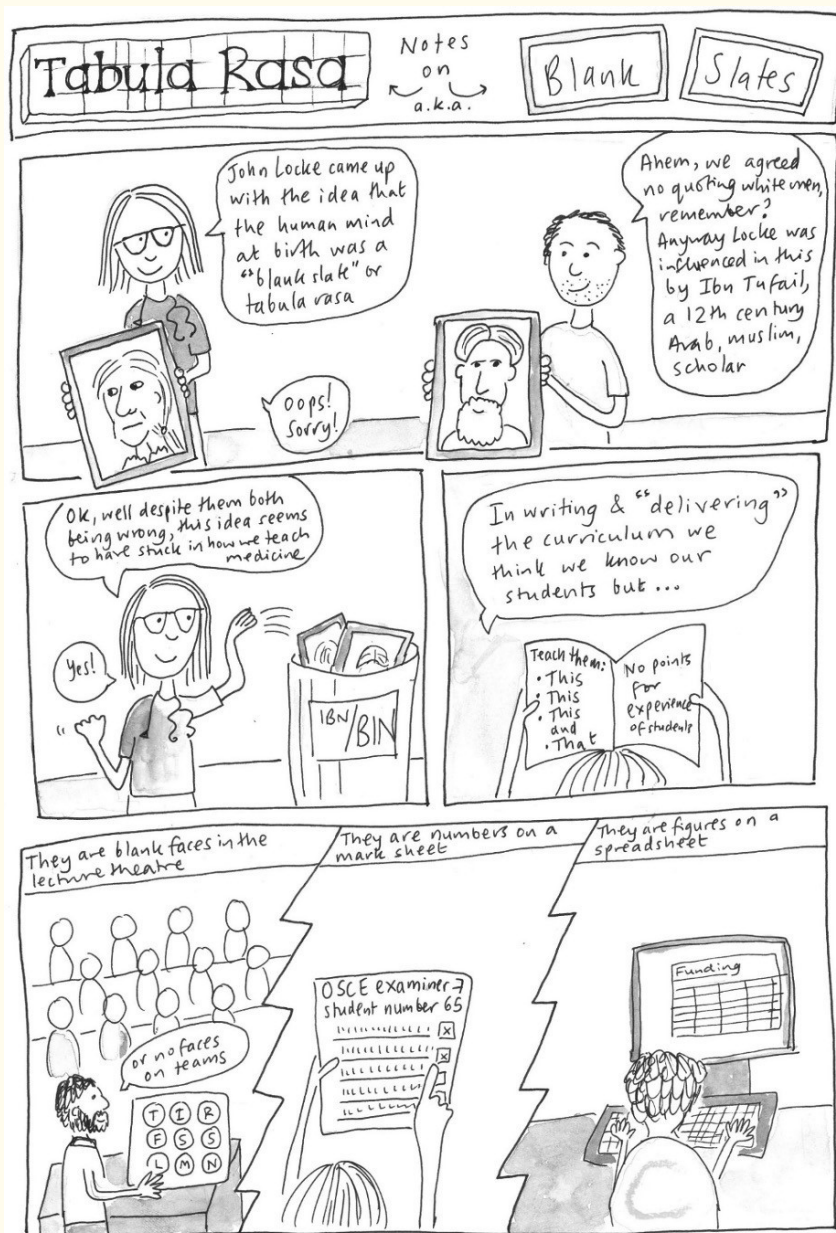 Tabula Rasa
Notes
on
a.k.a.
Blank
Slates
John Locke came up
with the idea that
the human mind
at birth was a
"blank slate" or
tabula rasa
Oops!
Sorry!
Ahem, we agreed
no quoting white men,
remember?
Anyway Locke was
influenced in this
by Ibn Tufail,
a 12th century
Arab, muslim,
scholar
OK, well despite them both
being wrong, this idea seems
to have stuck in how we teach
medicine
Yes!
IBN/BIN
In writing & "delivering"
the curriculum we
think we know our
students but ...
Teach them:
• This
• This
• This
and
• That
No points
for
experience
of students
They are blank faces in the
lecture theatre
or no faces
on teams
T I R
F S S
L M N
They are numbers on a
mark sheet
OSCE examiner 7
student number 65
They are figures on a
spreadsheet
Funding